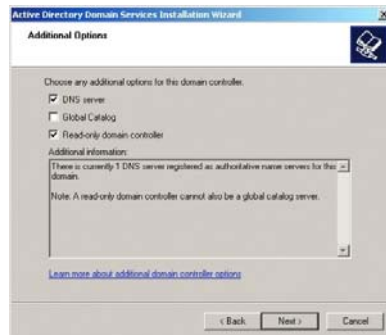 Active Directory Domain Services Installation Wizard
Additional Options
Choose any additional options for this domain controller.
DNS server
Global Catalog
Read-only domain controller
Additional information:
There is currently 1 DNS server registered as authoritative name servers for this
domain.
Note: A read-only domain controller cannot also be a global catalog server.
Learn more about additional domain controller options
< Back
Next >
Cancel